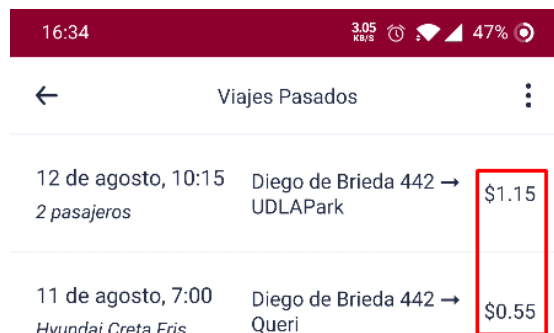 16:34 3.05 KB/S 47%
Viajes Pasados
12 de agosto, 10:15 Diego de Brieda 442 → $1.15
2 pasajeros UDLAPark
11 de agosto, 7:00 Diego de Brieda 442 → $0.55
Hyundai Creta Eris Queri